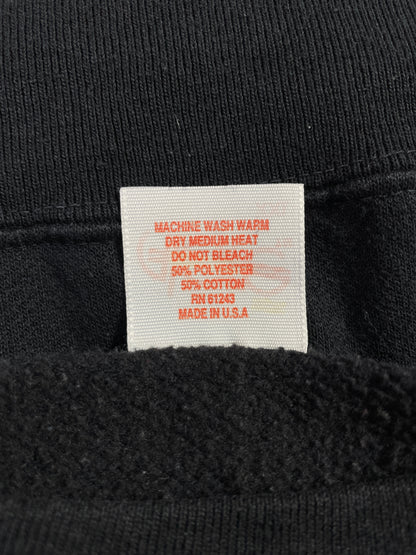 MACHINE WASH WARM
DRY MEDIUM HEAT
DO NOT BLEACH
50% POLYESTER
50% COTTON
RN 61243
MADE IN U.S.A